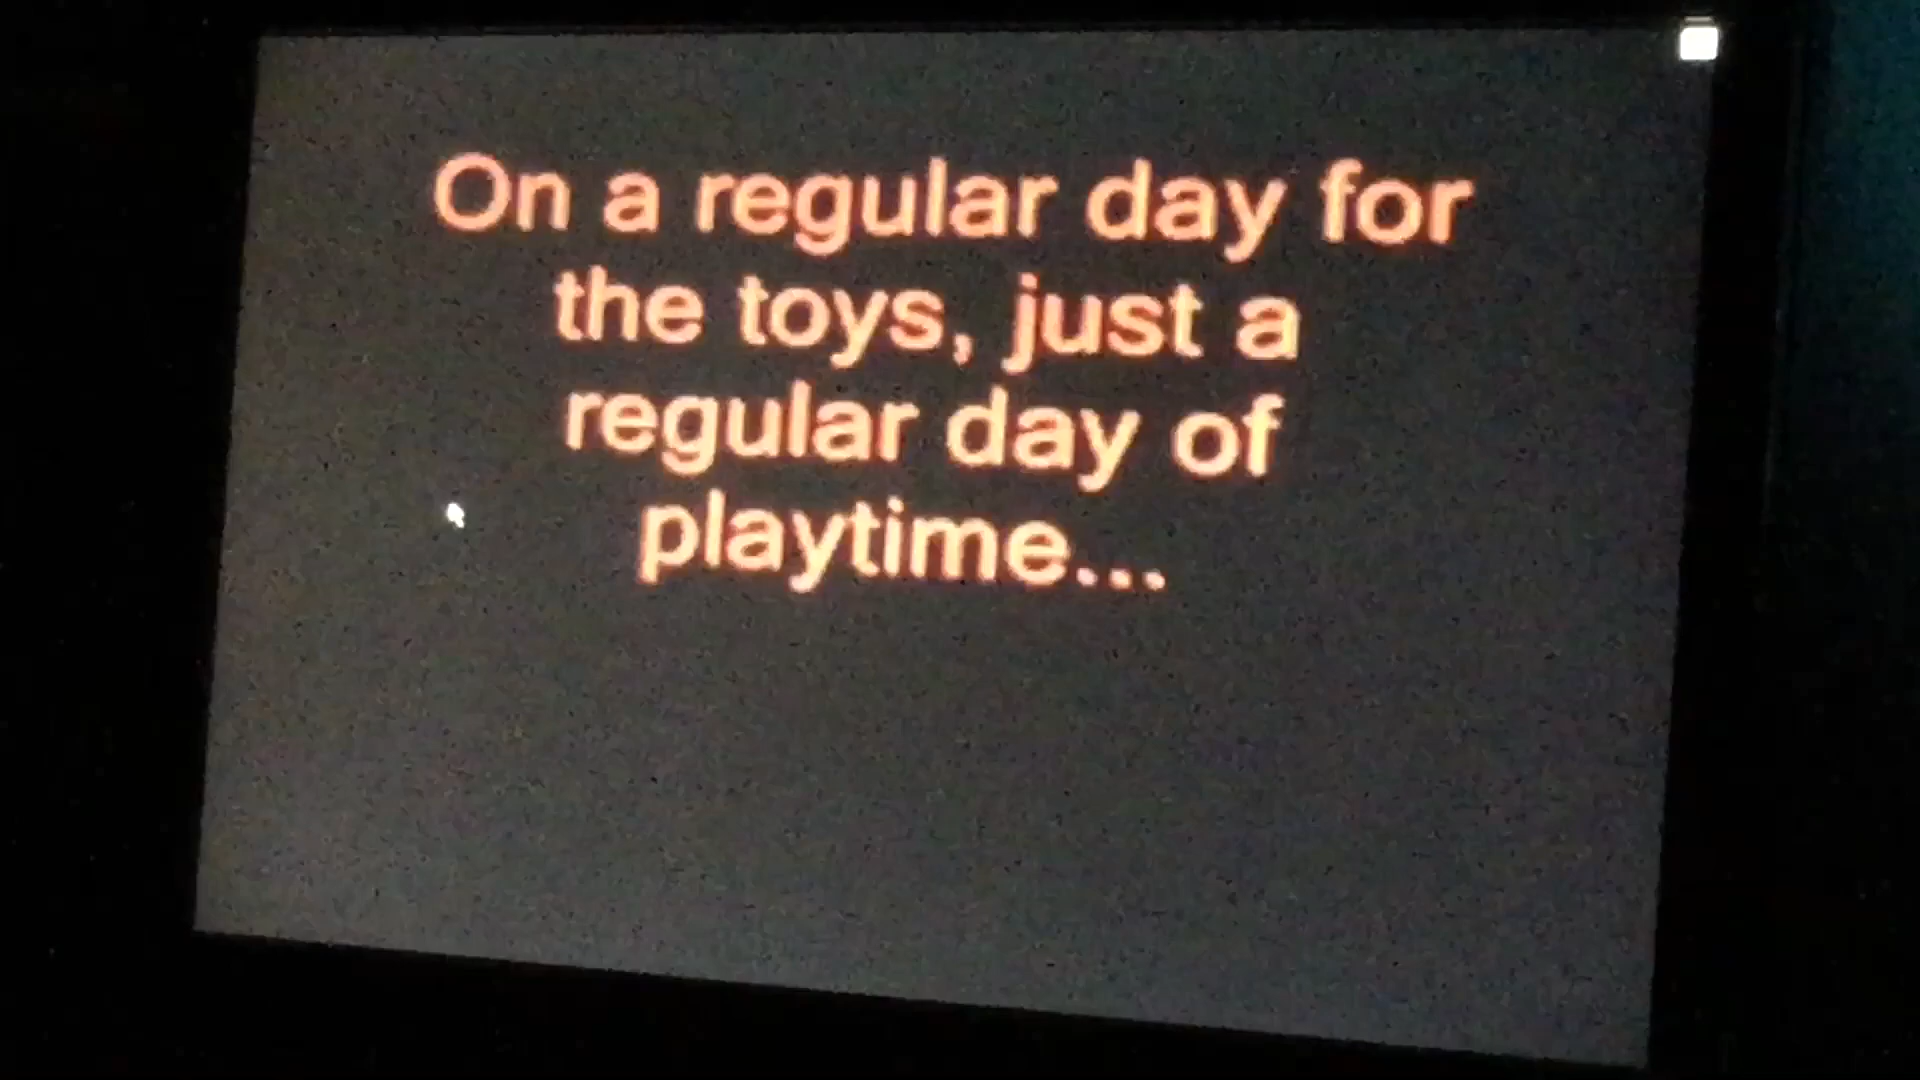 On a regular day for
the toys, just a
regular day of
playtime...